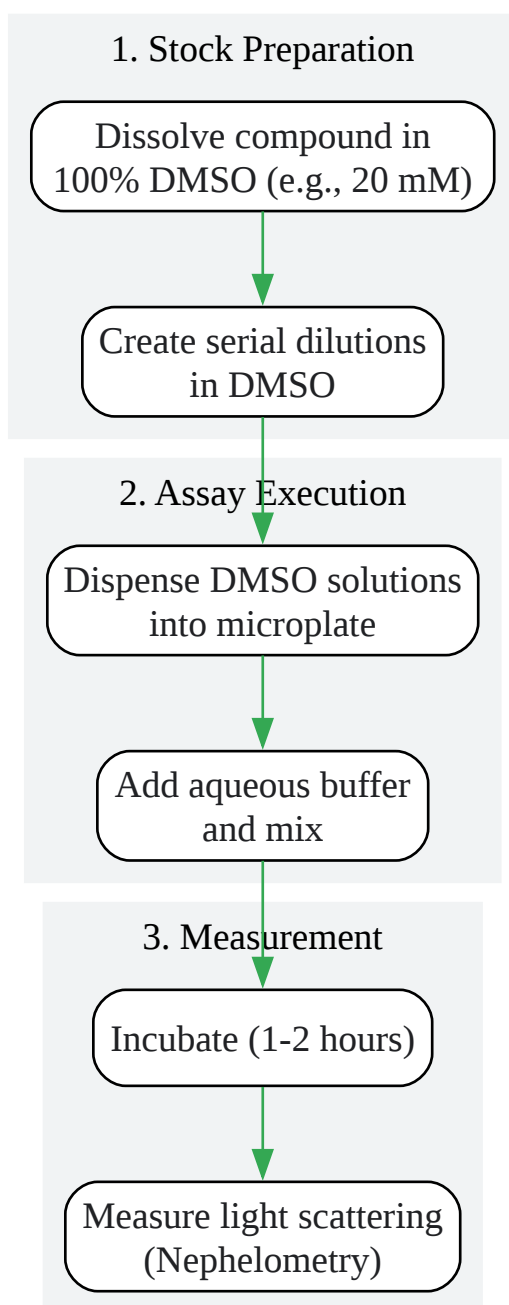 1. Stock Preparation
Dissolve compound in
100% DMSO (e.g., 20 mM)
Create serial dilutions
in DMSO
2. Assay Execution
Dispense DMSO solutions
into microplate
Add aqueous buffer
and mix
3. Measurement
Incubate (1-2 hours)
Measure light scattering
(Nephelometry)